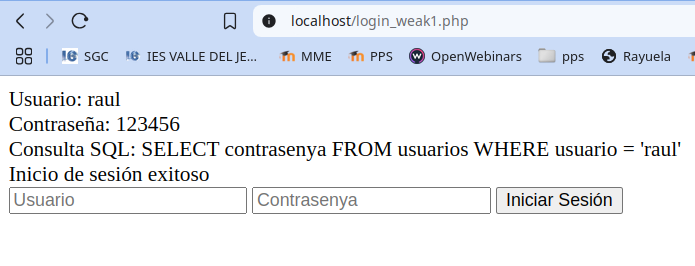 localhost/login_weak1.php
SGC IES VALLE DEL JE... MME PPS OpenWebinars pps Rayuela
Usuario: raul
Contraseña: 123456
Consulta SQL: SELECT contrasenya FROM usuarios WHERE usuario = 'raul'
Inicio de sesión exitoso
Usuario Contrasenya Iniciar Sesión